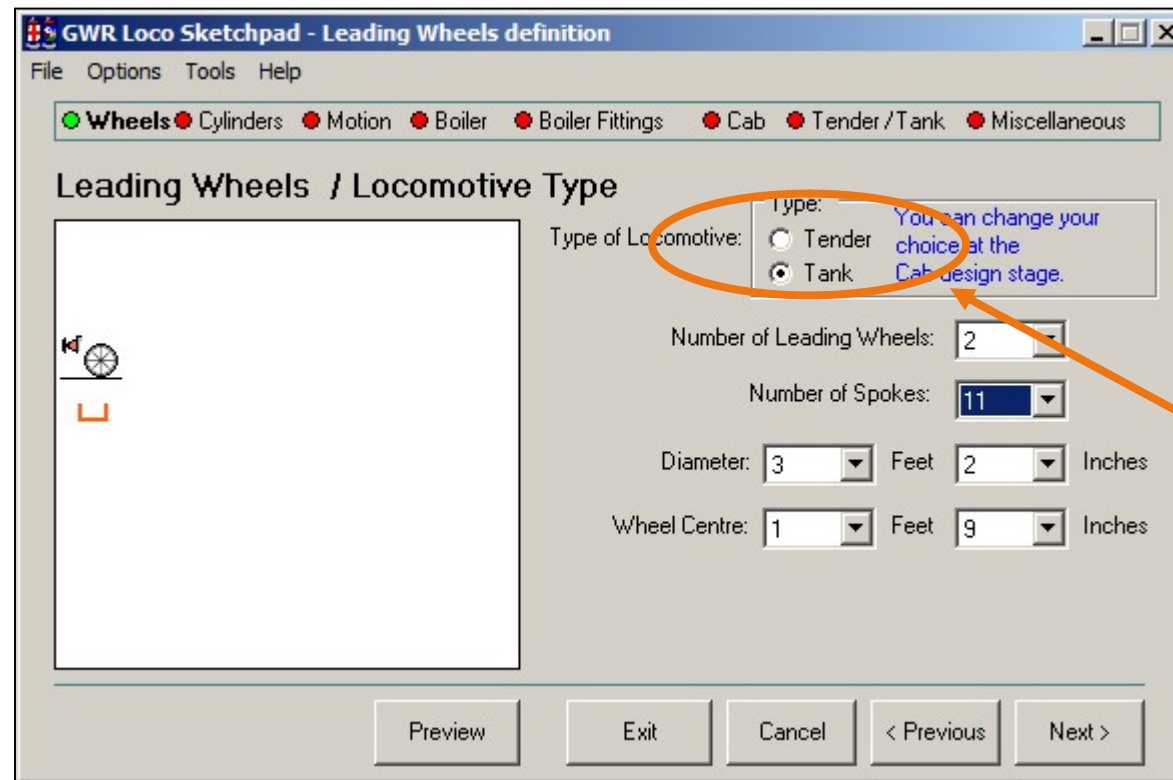 GWR Loco Sketchpad - Leading Wheels definition
File Options Tools Help
Wheels Cylinders Motion Boiler Boiler Fittings Cab Tender / Tank Miscellaneous
Leading Wheels / Locomotive Type
Type:
Type of Locomotive:
Tender
Tank
You can change your
choice at the
Cab design stage.
Number of Leading Wheels: 2
Number of Spokes: 11
Diameter: 3 Feet 2 Inches
Wheel Centre: 1 Feet 9 Inches
Preview Exit Cancel < Previous Next >